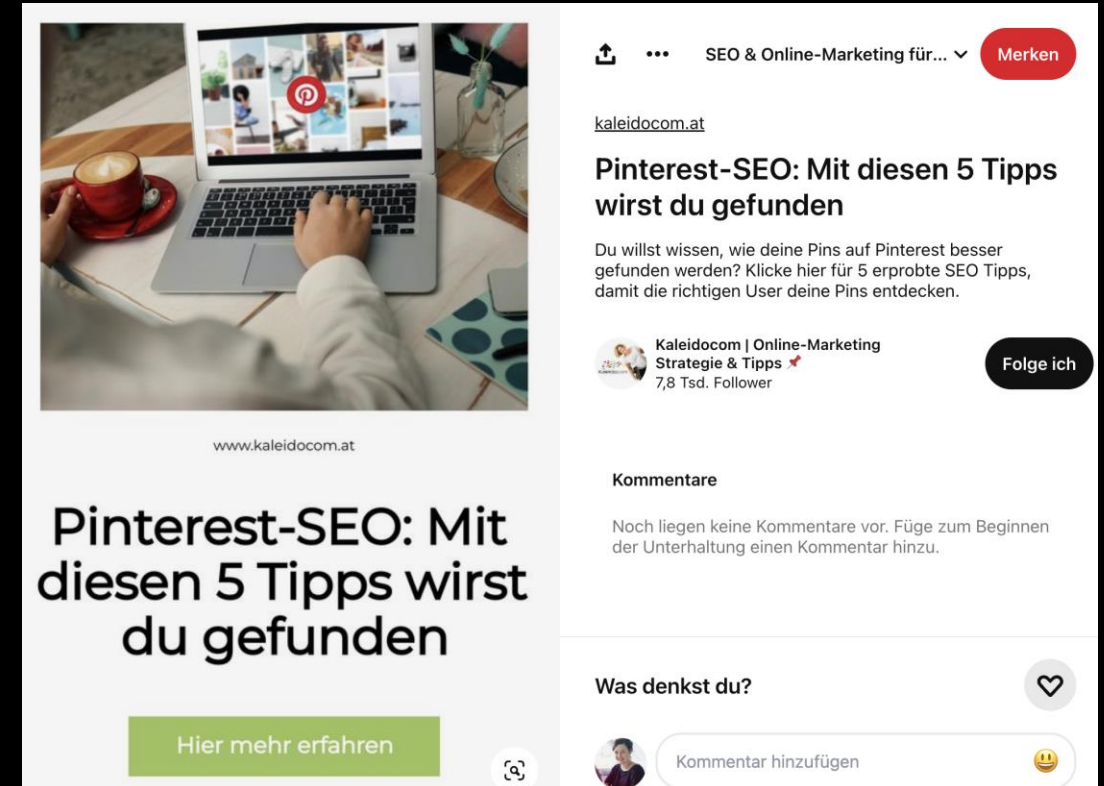 www.kaleidocom.at
Pinterest-SEO: Mit
diesen 5 Tipps wirst
du gefunden
Hier mehr erfahren
SEO & Online-Marketing für...
Merken
kaleidocom.at
Pinterest-SEO: Mit diesen 5 Tipps
wirst du gefunden
Du willst wissen, wie deine Pins auf Pinterest besser
gefunden werden? Klicke hier für 5 erprobte SEO Tipps,
damit die richtigen User deine Pins entdecken.
Kaleidocom | Online-Marketing
Strategie & Tipps 📌
7,8 Tsd. Follower
Folge ich
Kommentare
Noch liegen keine Kommentare vor. Füge zum Beginnen
der Unterhaltung einen Kommentar hinzu.
Was denkst du?
Kommentar hinzufügen